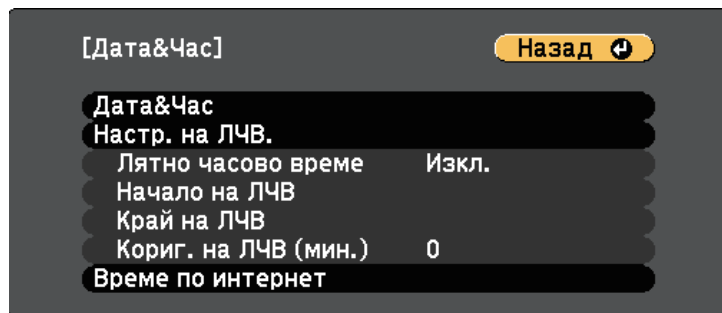 [Дата&Час]
Назад
Дата&Час
Настр. на ЛЧВ.
Лятно часово време Изкл.
Начало на ЛЧВ
Край на ЛЧВ
Кориг. на ЛЧВ (мин.) 0
Време по интернет